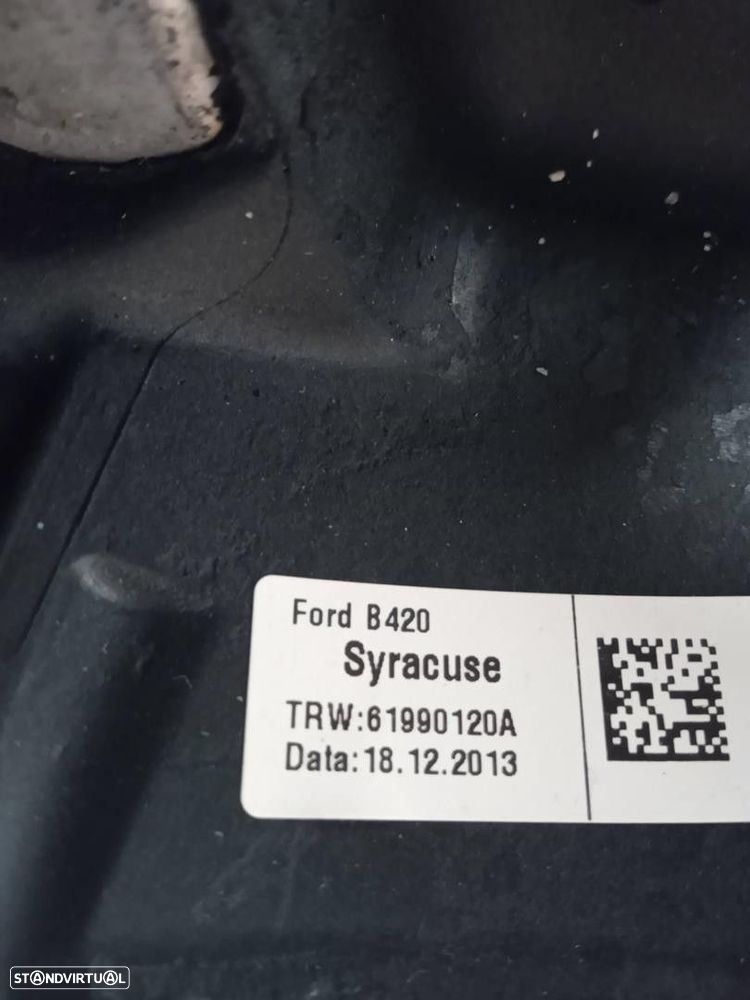 Ford B420
Syracuse
TRW:61990120A
Data:18.12.2013
STANDVIRTUAL